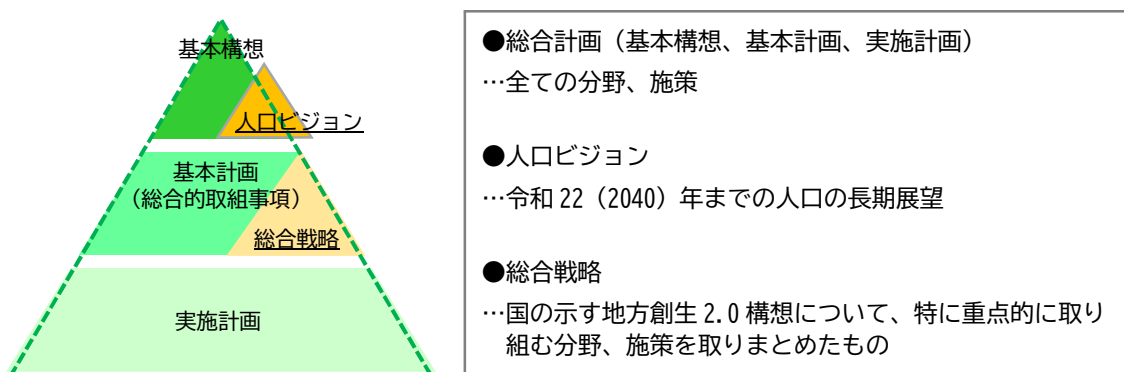 基本構想
人口ビジョン
基本計画
（総合的取組事項）
総合戦略
実施計画
●総合計画（基本構想、基本計画、実施計画）
…全ての分野、施策
●人口ビジョン
…令和 22（2040）年までの人口の長期展望
●総合戦略
…国の示す地方創生 2.0 構想について、特に重点的に取り
組む分野、施策を取りまとめたもの